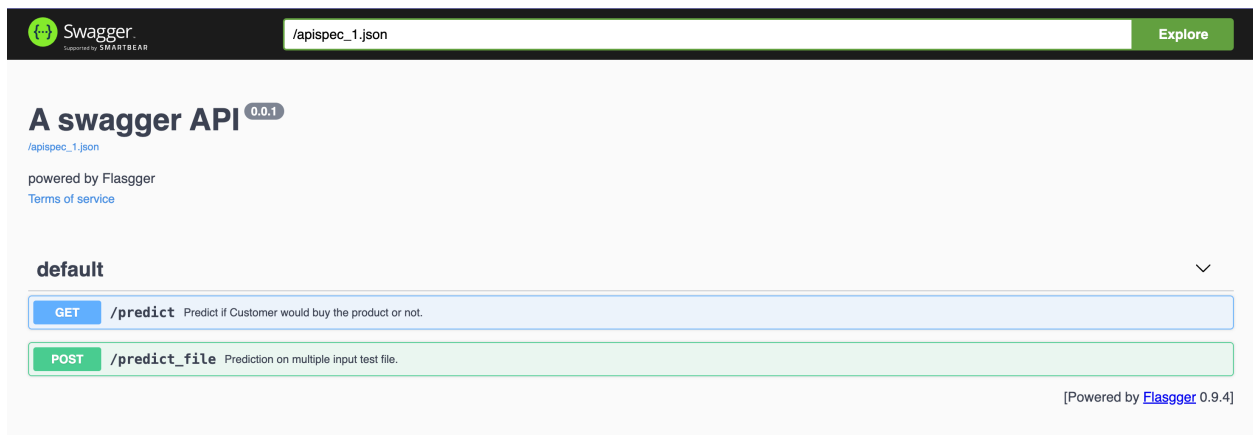 {··} Swagger.
Supported by SMARTBEAR
/apispec_1.json
Explore
A swagger API 0.0.1
/apispec_1.json
powered by Flasgger
Terms of service
default
GET /predict Predict if Customer would buy the product or not.
POST /predict_file Prediction on multiple input test file.
[Powered by Flasgger 0.9.4]